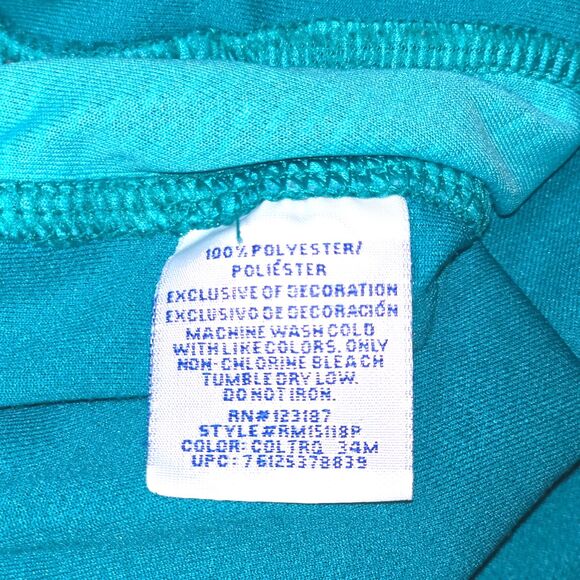 100% POLYESTER/
POLIÉSTER
EXCLUSIVE OF DECORATION
EXCLUSIVO DE DECORACIÓN
MACHINE WASH COLD
WITH LIKE COLORS, ONLY
NON-CHLORINE BLEACH
TUMBLE DRY LOW.
DO NOT IRON.
RN#123187
STYLE#RM15118P
COLOR: COLTRQ 34M
UPC: 76125378839